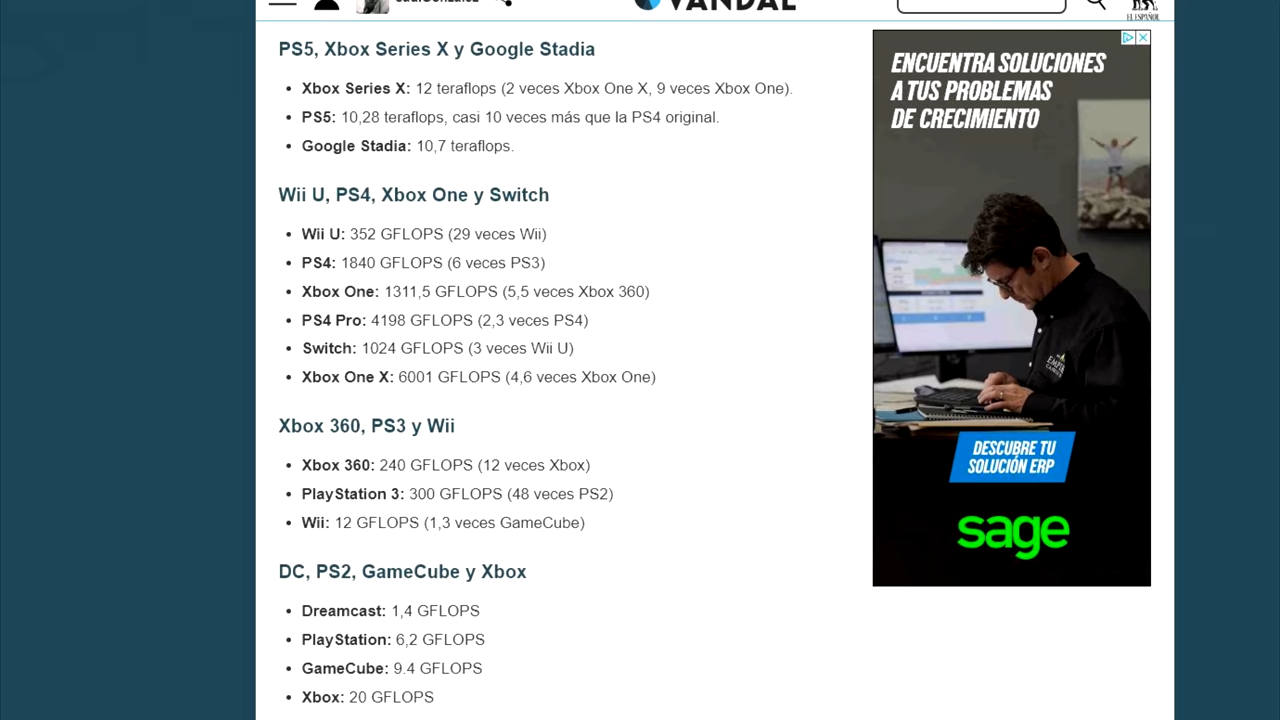 VANDAL
EL ESPAÑOL
PS5, Xbox Series X y Google Stadia
Xbox Series X: 12 teraflops (2 veces Xbox One X, 9 veces Xbox One).
PS5: 10,28 teraflops, casi 10 veces más que la PS4 original.
Google Stadia: 10,7 teraflops.
Wii U, PS4, Xbox One y Switch
Wii U: 352 GFLOPS (29 veces Wii)
PS4: 1840 GFLOPS (6 veces PS3)
Xbox One: 1311,5 GFLOPS (5,5 veces Xbox 360)
PS4 Pro: 4198 GFLOPS (2,3 veces PS4)
Switch: 1024 GFLOPS (3 veces Wii U)
Xbox One X: 6001 GFLOPS (4,6 veces Xbox One)
Xbox 360, PS3 y Wii
Xbox 360: 240 GFLOPS (12 veces Xbox)
PlayStation 3: 300 GFLOPS (48 veces PS2)
Wii: 12 GFLOPS (1,3 veces GameCube)
DC, PS2, GameCube y Xbox
Dreamcast: 1,4 GFLOPS
PlayStation: 6,2 GFLOPS
GameCube: 9.4 GFLOPS
Xbox: 20 GFLOPS
ENCUENTRA SOLUCIONES
A TUS PROBLEMAS
DE CRECIMIENTO
DESCUBRE TU
SOLUCIÓN ERP
sage